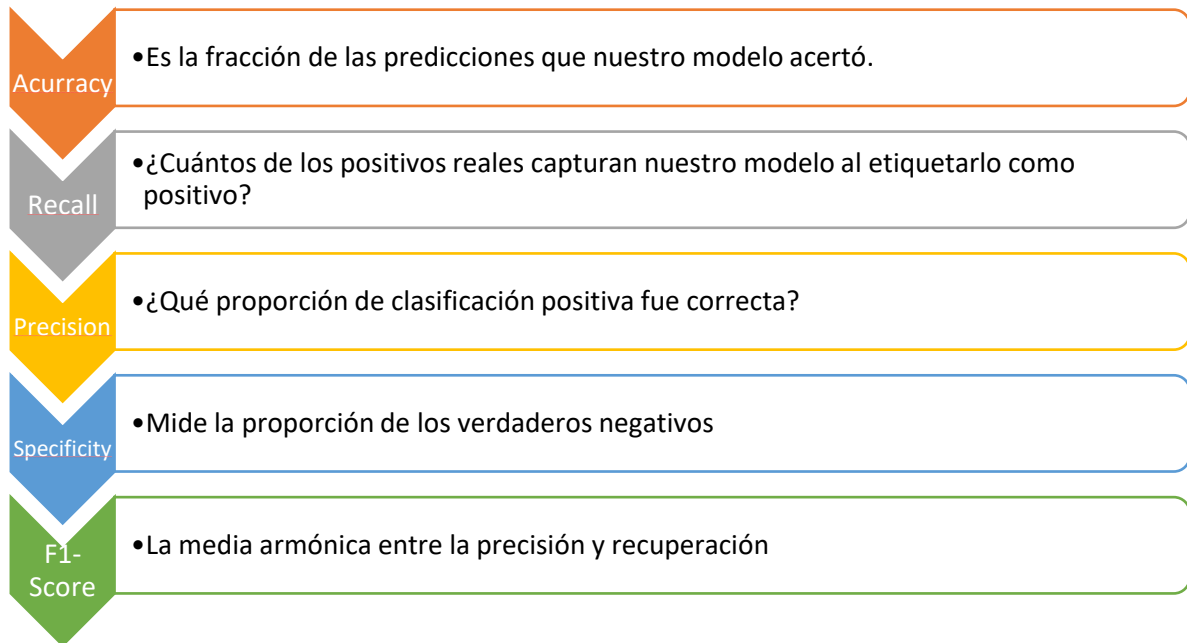 Acurracy
•Es la fracción de las predicciones que nuestro modelo acertó.
Recall
•¿Cuántos de los positivos reales capturan nuestro modelo al etiquetarlo como
positivo?
Precision
•¿Qué proporción de clasificación positiva fue correcta?
Specificity
•Mide la proporción de los verdaderos negativos
F1-
Score
•La media armónica entre la precisión y recuperación